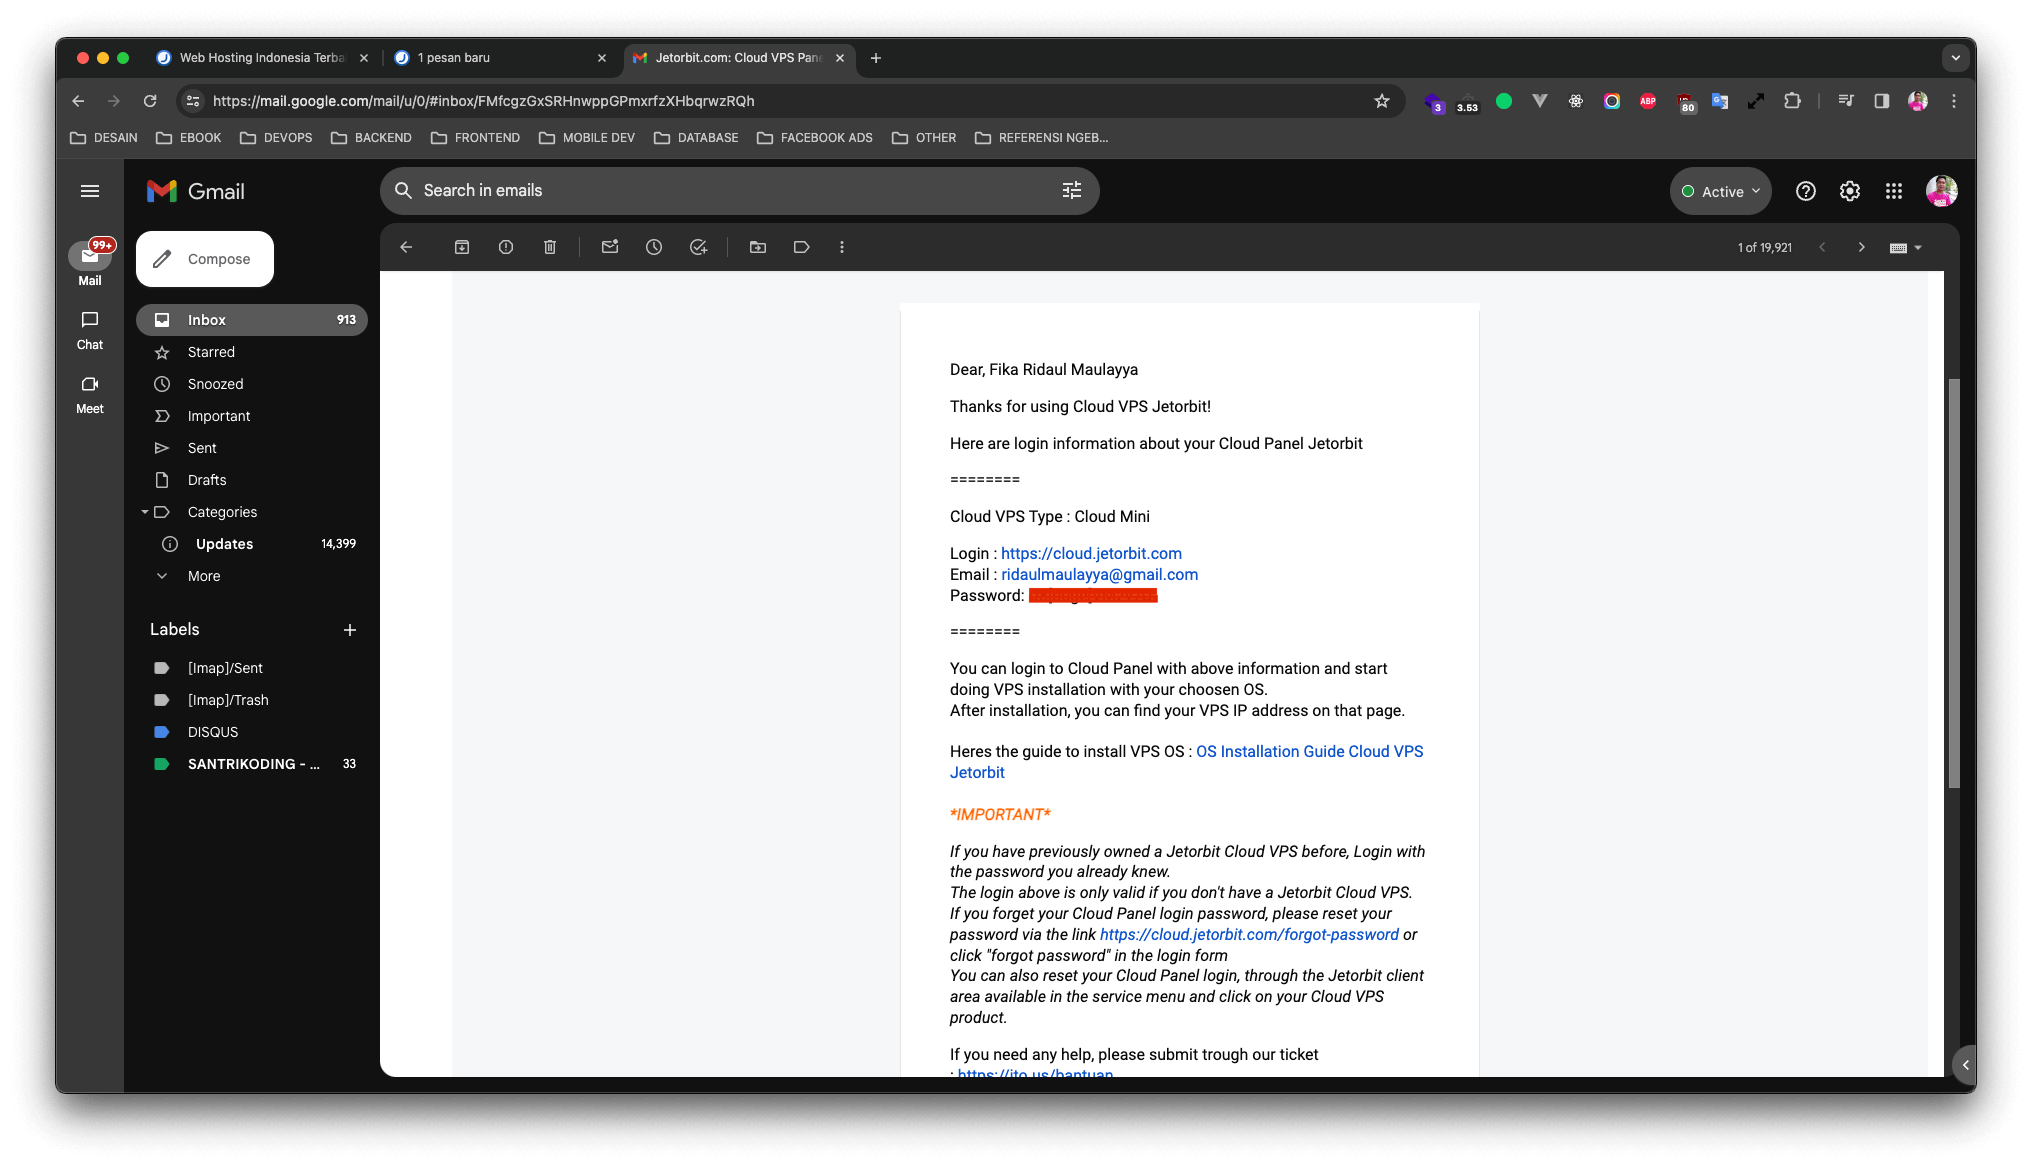 Web Hosting Indonesia Terba
1 pesan baru
Jetorbit.com: Cloud VPS Pane
https://mail.google.com/mail/u/0/#inbox/FMfcgzGxSRHnwppGPmxrfzXHbqrwzRQh
3
3.53
ABP
80
DESAIN
EBOOK
DEVOPS
BACKEND
FRONTEND
MOBILE DEV
DATABASE
FACEBOOK ADS
OTHER
REFERENSI NGEB...
Gmail
Search in emails
Active
99+
Mail
Chat
Meet
Compose
Inbox 913
Starred
Snoozed
Important
Sent
Drafts
Categories
Updates 14,399
More
Labels
[Imap]/Sent
[Imap]/Trash
DISQUS
SANTRIKODING - ... 33
1 of 19,921
Dear, Fika Ridaul Maulayya
Thanks for using Cloud VPS Jetorbit!
Here are login information about your Cloud Panel Jetorbit
========
Cloud VPS Type : Cloud Mini
Login : https://cloud.jetorbit.com
Email : ridaulmaulayya@gmail.com
Password:
========
You can login to Cloud Panel with above information and start
doing VPS installation with your choosen OS.
After installation, you can find your VPS IP address on that page.
Heres the guide to install VPS OS : OS Installation Guide Cloud VPS
Jetorbit
*IMPORTANT*
If you have previously owned a Jetorbit Cloud VPS before, Login with
the password you already knew.
The login above is only valid if you don't have a Jetorbit Cloud VPS.
If you forget your Cloud Panel login password, please reset your
password via the link https://cloud.jetorbit.com/forgot-password or
click "forgot password" in the login form
You can also reset your Cloud Panel login, through the Jetorbit client
area available in the service menu and click on your Cloud VPS
product.
If you need any help, please submit trough our ticket
: https://jto.us/bantuan